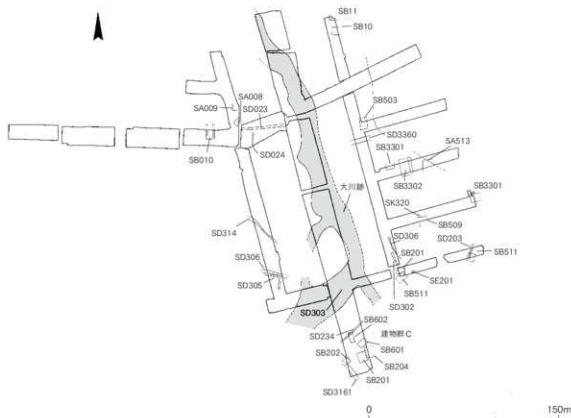 SB11
SB10
SA008
SA009
SD023
SB503
SD3360
SB3301
SA513
SB010
SD024
SB3302
大川跡
SB3301
SK320
SB509
SD314
SD306
SD203
SB201
SB511
SD306
SD305
SE201
SB511
SD302
SD303
SB602
SD234
建物群C
SB202
SB601
SB204
SB201
SD3161
0
150m